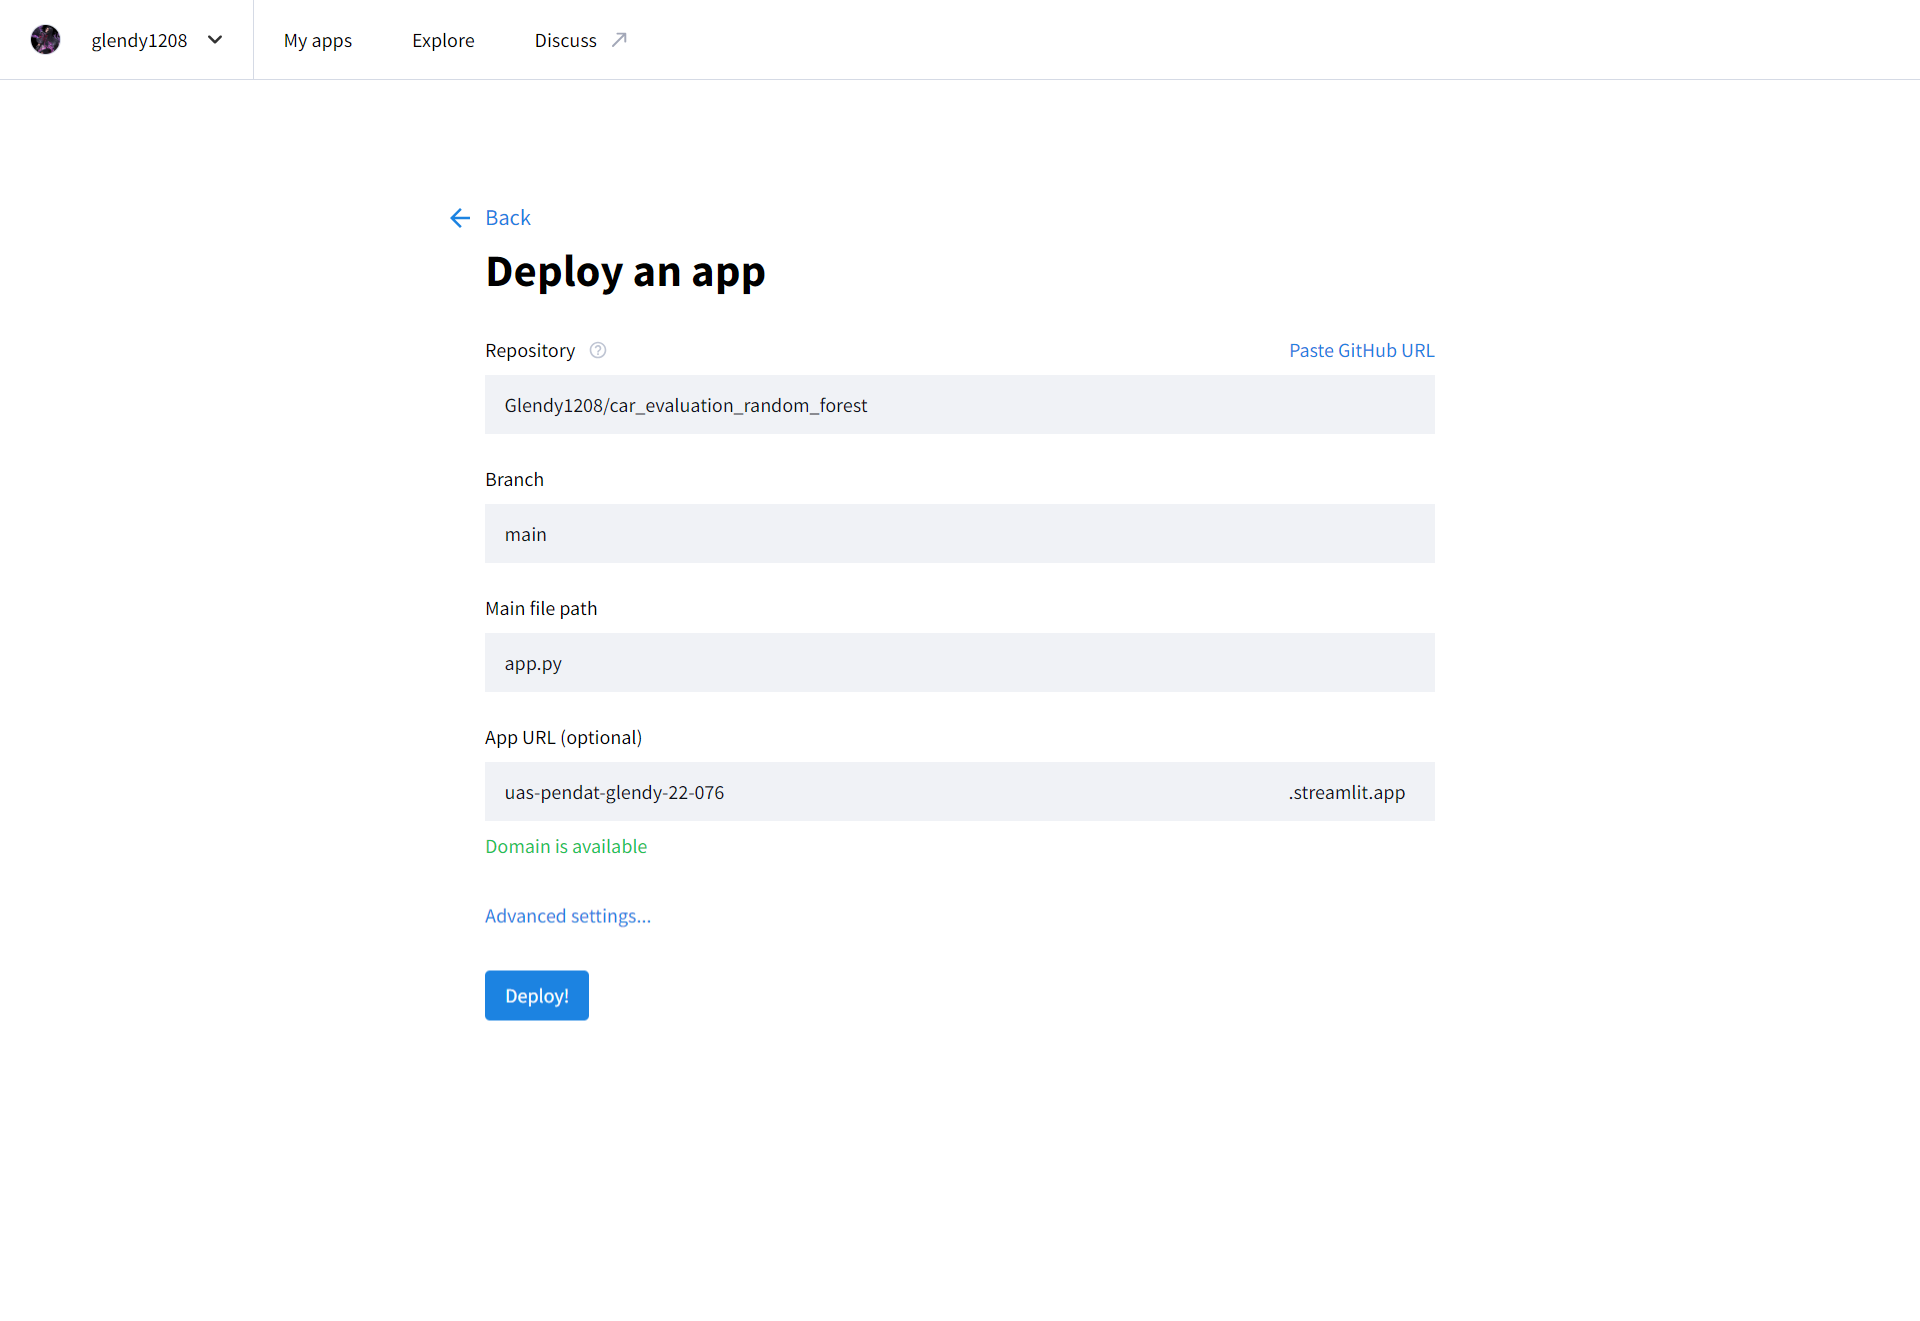 glendy1208
My apps
Explore
Discuss
Back
Deploy an app
Repository
Paste GitHub URL
Glendy1208/car_evaluation_random_forest
Branch
main
Main file path
app.py
App URL (optional)
uas-pendat-glendy-22-076
.streamlit.app
Domain is available
Advanced settings...
Deploy!